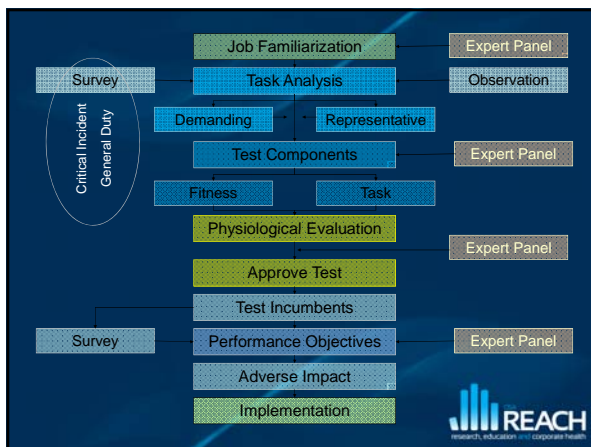 Job Familiarization
Expert Panel
Survey
Task Analysis
Observation
Critical Incident
General Duty
Demanding
Representative
Test Components
Expert Panel
Fitness
Task
Physiological Evaluation
Expert Panel
Approve Test
Test Incumbents
Survey
Performance Objectives
Expert Panel
Adverse Impact
Implementation
REACH
research, education and corporate health